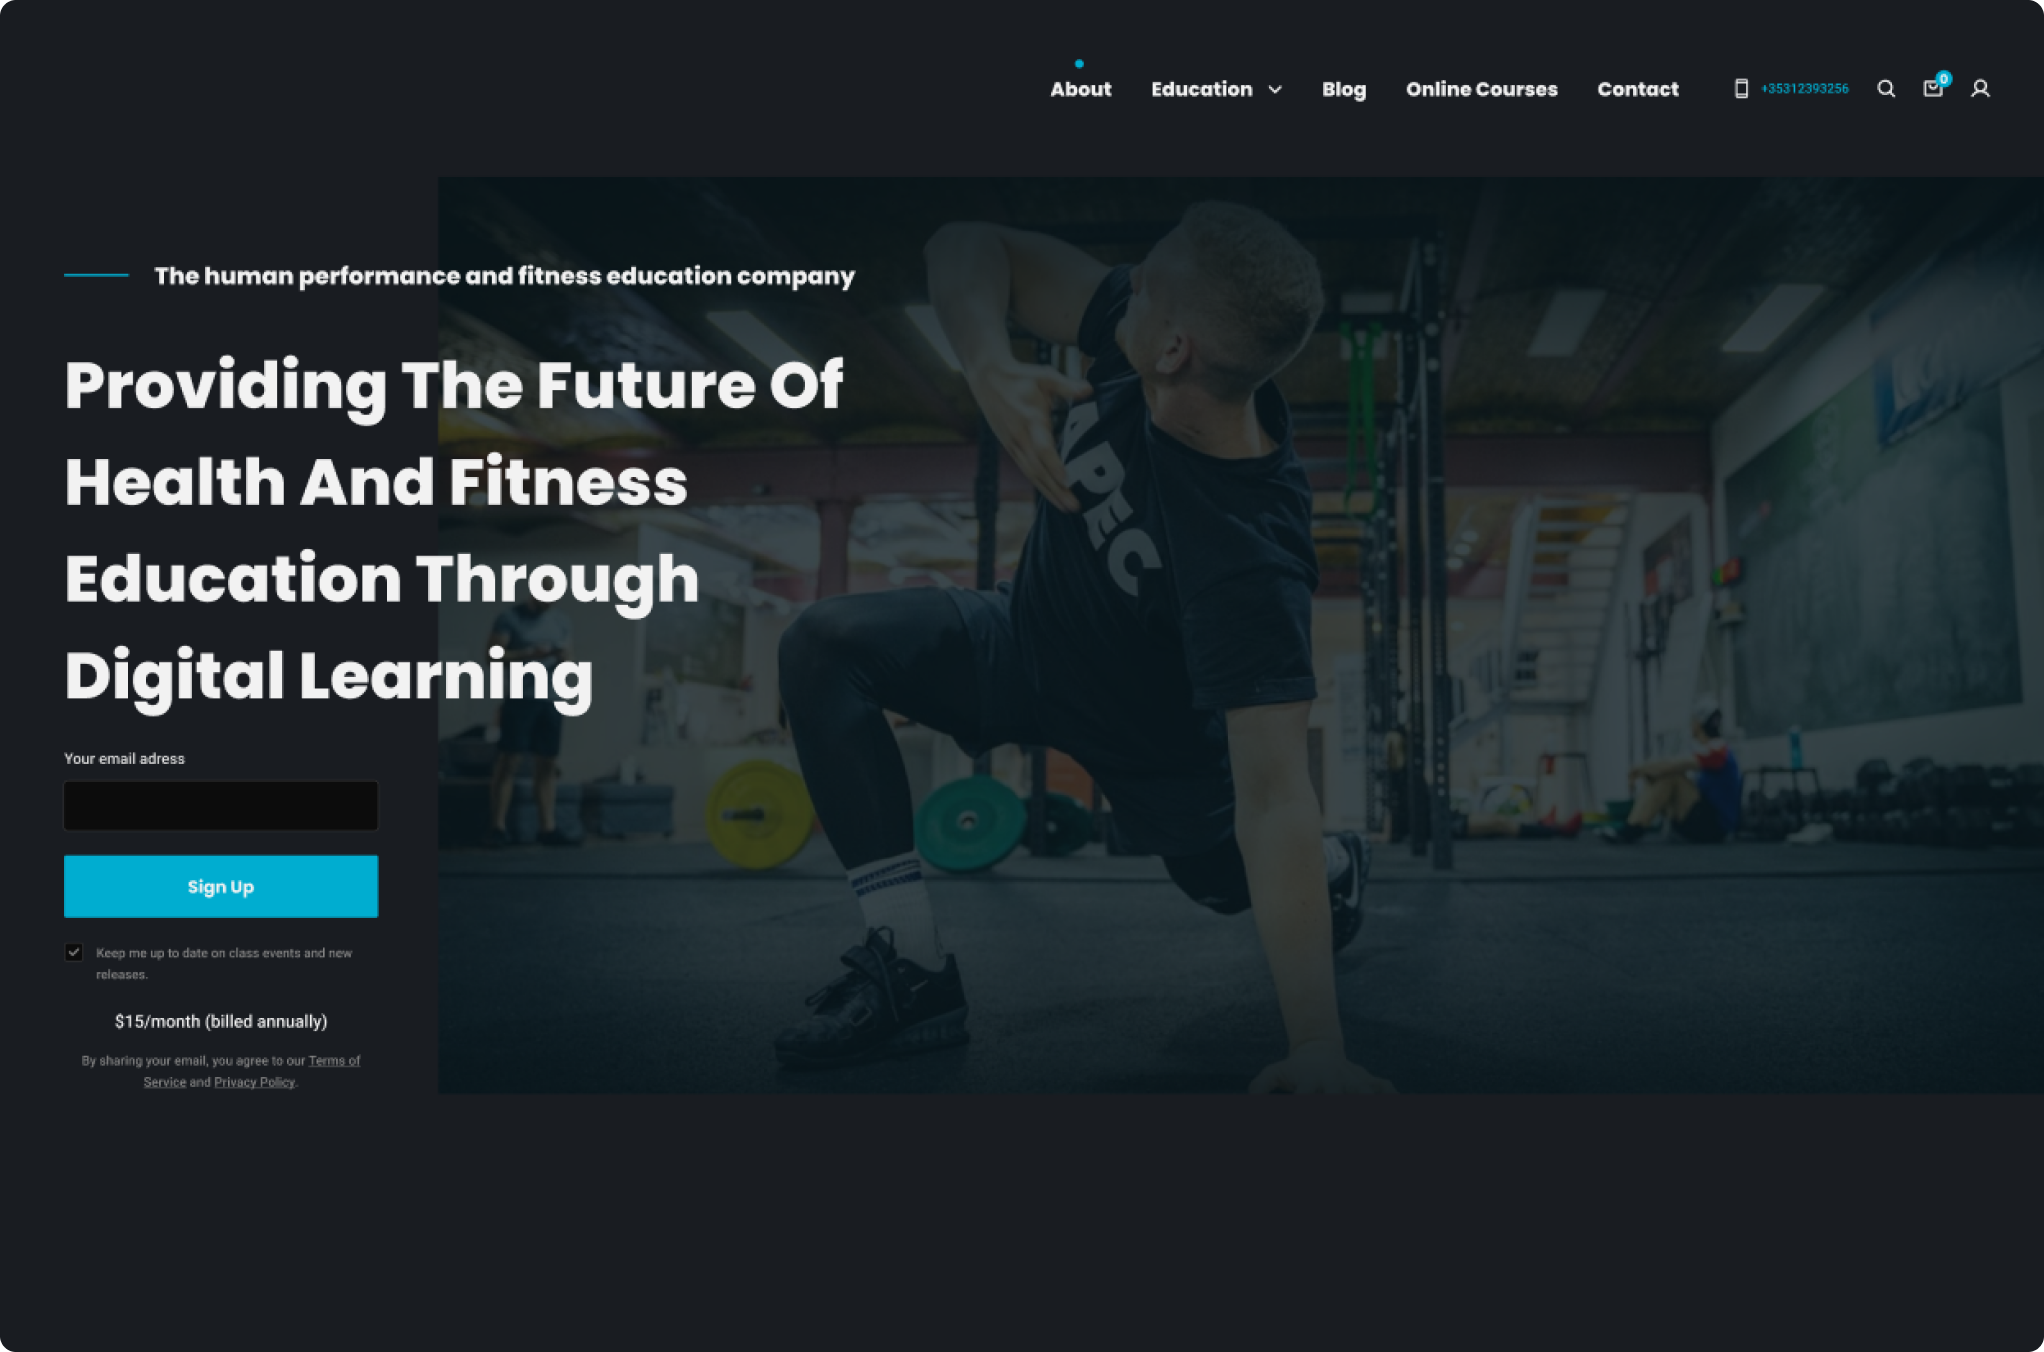 About Education Blog Online Courses Contact +35312393256 0
The human performance and fitness education company
Providing The Future Of
Health And Fitness
Education Through
Digital Learning
APEC
Your email adress
Sign Up
Keep me up to date on class events and new
releases.
$15/month (billed annually)
By sharing your email, you agree to our Terms of
Service and Privacy Policy.